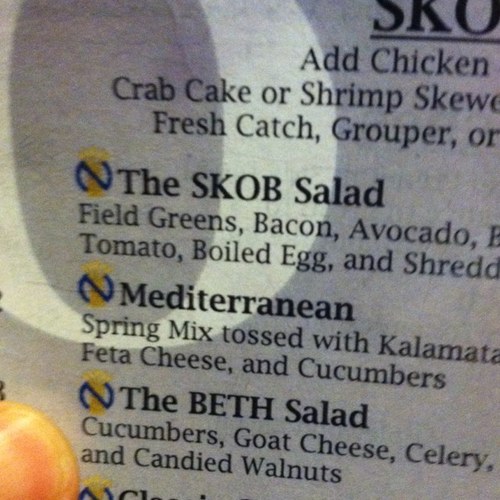 SKO
Add Chicken
Crab Cake or Shrimp Skewe
Fresh Catch, Grouper, or
The SKOB Salad
Field Greens, Bacon, Avocado,
Tomato, Boiled Egg, and Shredd
Mediterranean
Spring Mix tossed with Kalamata
Feta Cheese, and Cucumbers
The BETH Salad
Cucumbers, Goat Cheese, Celery,
and Candied Walnuts